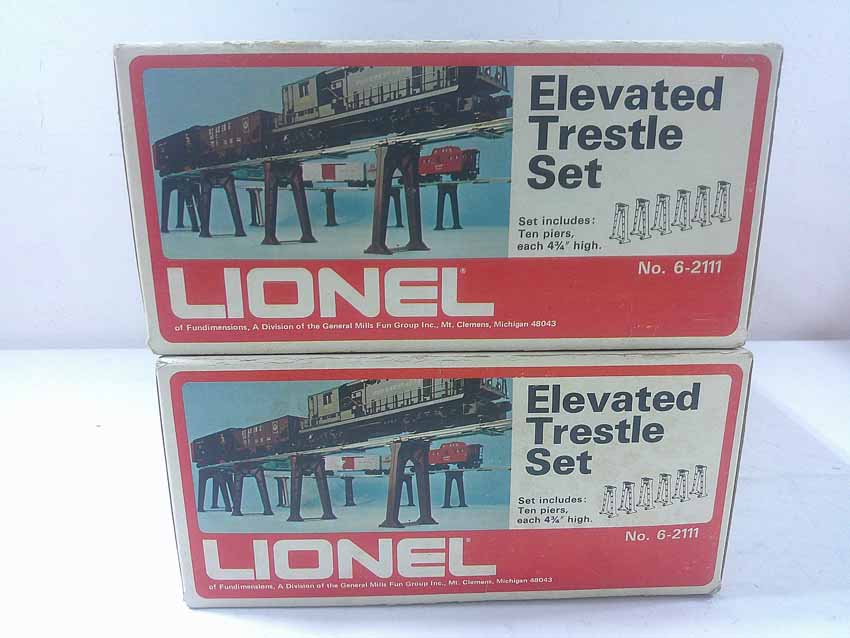 Elevated
Trestle
Set
Set includes:
Ten piers,
each 4¾" high.
No. 6-2111
LIONEL®
of Fundimensions, A Division of the General Mills Fun Group Inc., Mt. Clemens, Michigan 48043
Elevated
Trestle
Set
Set includes:
Ten piers,
each 4¾" high.
No. 6-2111
LIONEL®
of Fundimensions, A Division of the General Mills Fun Group Inc., Mt. Clemens, Michigan 48043